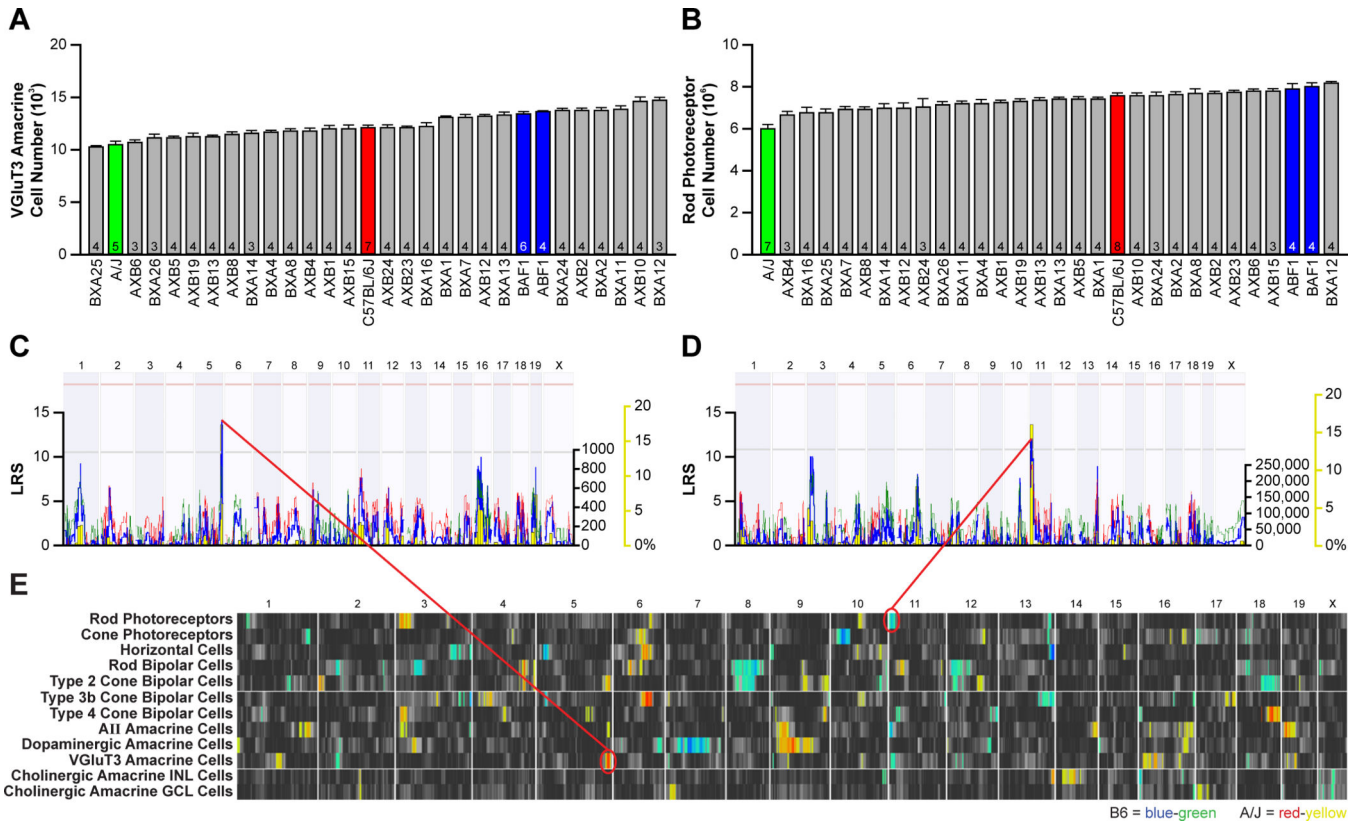 A
VGluT3 Amacrine
Cell Number (10³)
20
15
10
5
0
4 5 3 3 4 4 4 4 3 4 4 4 4 4 7 4 4 4 4 4 4 4 6 4 4 4 4 4 4 3
BXA25 A/J AXB6 BXA26 AXB5 AXB19 AXB13 AXB8 BXA14 BXA4 BXA8 AXB4 AXB1 AXB15 C57BL/6J AXB24 AXB23 BXA16 BXA1 BXA7 AXB12 BXA13 BAF1 ABF1 BXA24 AXB2 BXA2 BXA11 AXB10 BXA12
B
Rod Photoreceptor
Cell Number (10⁶)
10
8
6
4
2
0
7 3 4 4 4 4 4 4 3 4 4 4 4 4 4 4 4 4 8 4 3 4 4 4 4 4 3 4 4 4
A/J AXB4 BXA16 BXA25 BXA7 AXB8 BXA14 AXB12 AXB24 BXA26 BXA11 BXA4 AXB1 AXB19 AXB13 BXA13 AXB5 BXA1 C57BL/6J AXB10 BXA24 BXA2 BXA8 AXB2 AXB23 AXB6 AXB15 ABF1 BAF1 BXA12
C
1 2 3 4 5 6 7 8 9 10 11 12 13 14 15 16 17 18 19 X
LRS
15
10
5
0
1000
800
600
400
200
0
20
15
10
5
0%
D
1 2 3 4 5 6 7 8 9 10 11 12 13 14 15 16 17 18 19 X
LRS
15
10
5
0
250,000
200,000
150,000
100,000
50,000
0
20
15
10
5
0%
E
1 2 3 4 5 6 7 8 9 10 11 12 13 14 15 16 17 18 19 X
Rod Photoreceptors
Cone Photoreceptors
Horizontal Cells
Rod Bipolar Cells
Type 2 Cone Bipolar Cells
Type 3b Cone Bipolar Cells
Type 4 Cone Bipolar Cells
AII Amacrine Cells
Dopaminergic Amacrine Cells
VGluT3 Amacrine Cells
Cholinergic Amacrine INL Cells
Cholinergic Amacrine GCL Cells
B6 = blue-green A/J = red-yellow